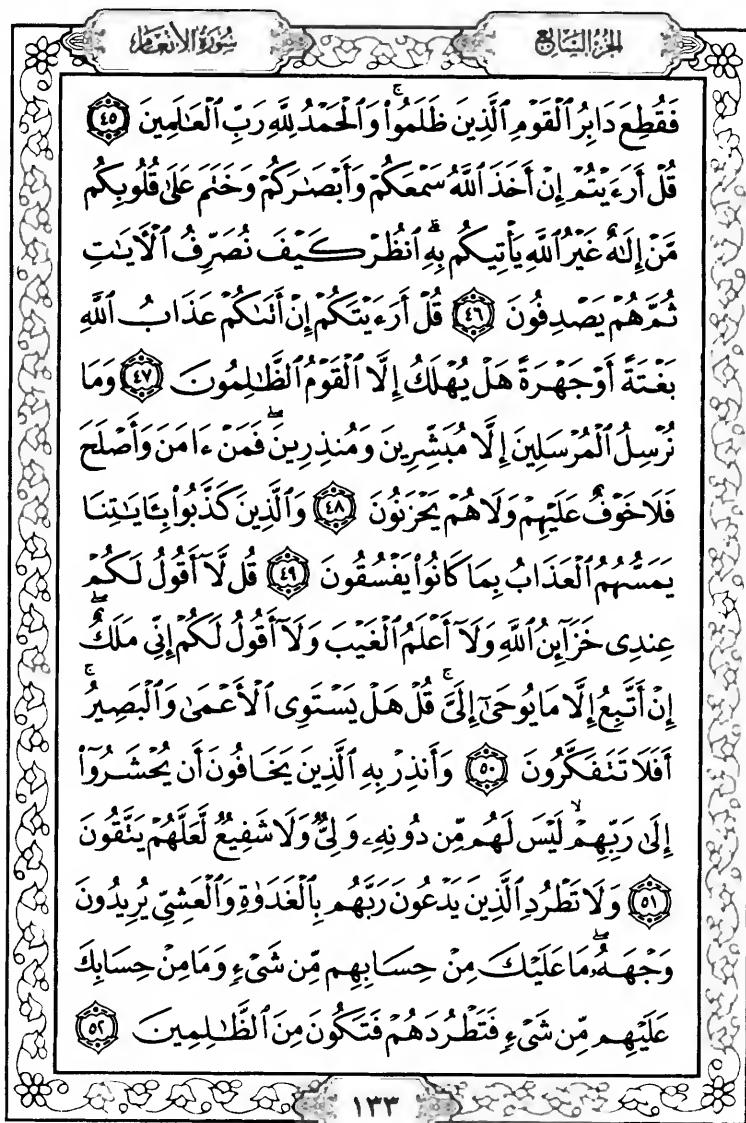 سُورَةُ الأَنْعَام
الجُزْءُ السَّابِع
فَقُطِعَ دَابِرُ ٱلْقَوْمِ ٱلَّذِينَ ظَلَمُوا۟ ۚ وَٱلْحَمْدُ لِلَّهِ رَبِّ ٱلْعَـٰلَمِينَ ٤٥
قُلْ أَرَءَيْتُمْ إِنْ أَخَذَ ٱللَّهُ سَمْعَكُمْ وَأَبْصَـٰرَكُمْ وَخَتَمَ عَلَىٰ قُلُوبِكُم
مَّنْ إِلَـٰهٌ غَيْرُ ٱللَّهِ يَأْتِيكُم بِهِ ۗ ٱنظُرْ كَيْفَ نُصَرِّفُ ٱلْـَٔايَـٰتِ
ثُمَّ هُمْ يَصْدِفُونَ ٤٦ قُلْ أَرَءَيْتَكُمْ إِنْ أَتَىٰكُمْ عَذَابُ ٱللَّهِ
بَغْتَةً أَوْ جَهْرَةً هَلْ يُهْلَكُ إِلَّا ٱلْقَوْمُ ٱلظَّـٰلِمُونَ ٤٧ وَمَا
نُرْسِلُ ٱلْمُرْسَلِينَ إِلَّا مُبَشِّرِينَ وَمُنذِرِينَ ۖ فَمَنْ ءَامَنَ وَأَصْلَحَ
فَلَا خَوْفٌ عَلَيْهِمْ وَلَا هُمْ يَحْزَنُونَ ٤٨ وَٱلَّذِينَ كَذَّبُوا۟ بِـَٔايَـٰتِنَا
يَمَسُّهُمُ ٱلْعَذَابُ بِمَا كَانُوا۟ يَفْسُقُونَ ٤٩ قُل لَّآ أَقُولُ لَكُمْ
عِندِى خَزَآئِنُ ٱللَّهِ وَلَآ أَعْلَمُ ٱلْغَيْبَ وَلَآ أَقُولُ لَكُمْ إِنِّى مَلَكٌ ۖ
إِنْ أَتَّبِعُ إِلَّا مَا يُوحَىٰٓ إِلَىَّ ۚ قُلْ هَلْ يَسْتَوِى ٱلْأَعْمَىٰ وَٱلْبَصِيرُ ۚ
أَفَلَا تَتَفَكَّرُونَ ٥٠ وَأَنذِرْ بِهِ ٱلَّذِينَ يَخَافُونَ أَن يُحْشَرُوٓا۟
إِلَىٰ رَبِّهِمْ ۙ لَيْسَ لَهُم مِّن دُونِهِۦ وَلِىٌّ وَلَا شَفِيعٌ لَّعَلَّهُمْ يَتَّقُونَ
٥١ وَلَا تَطْرُدِ ٱلَّذِينَ يَدْعُونَ رَبَّهُم بِٱلْغَدَوٰةِ وَٱلْعَشِىِّ يُرِيدُونَ
وَجْهَهُۥ ۖ مَا عَلَيْكَ مِنْ حِسَابِهِم مِّن شَىْءٍ وَمَا مِنْ حِسَابِكَ
عَلَيْهِم مِّن شَىْءٍ فَتَطْرُدَهُمْ فَتَكُونَ مِنَ ٱلظَّـٰلِمِينَ ٥٢
١٣٣